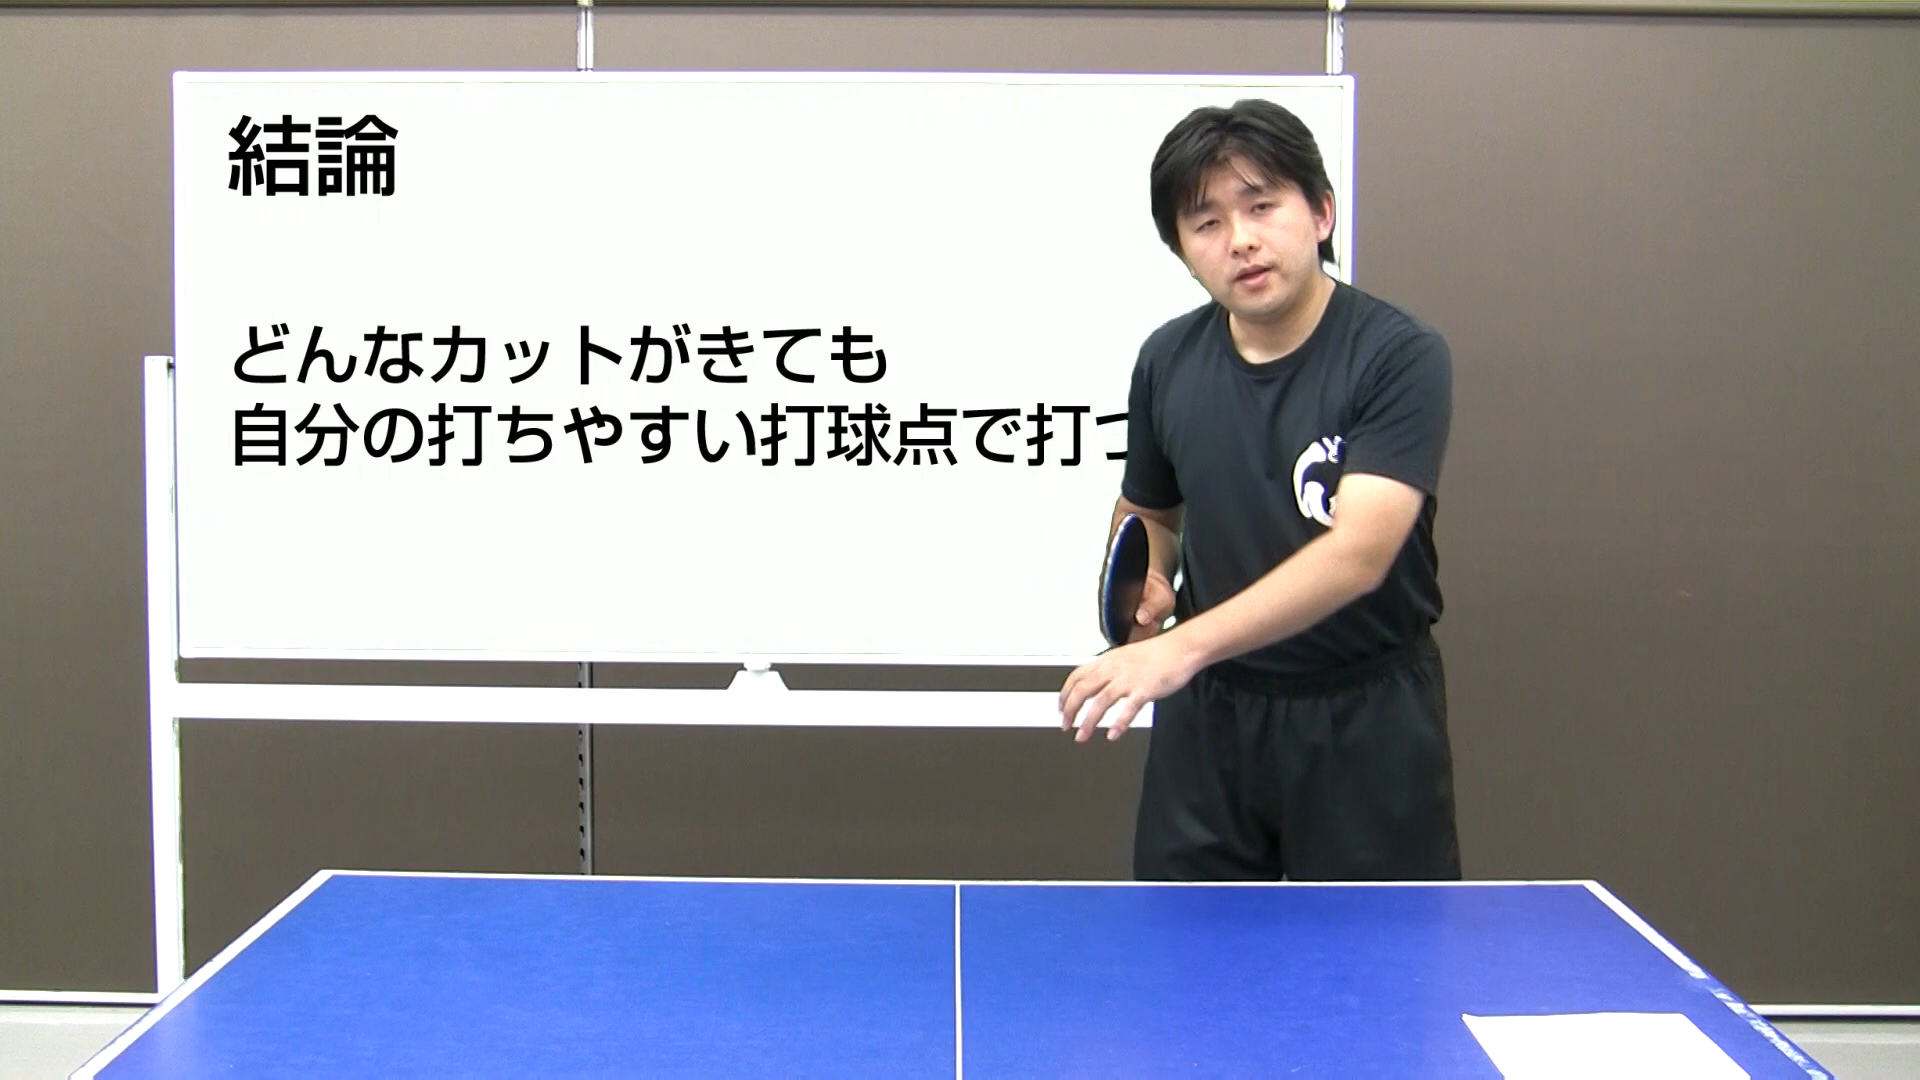 結論
どんなカットがきても
自分の打ちやすい打球点で打つ